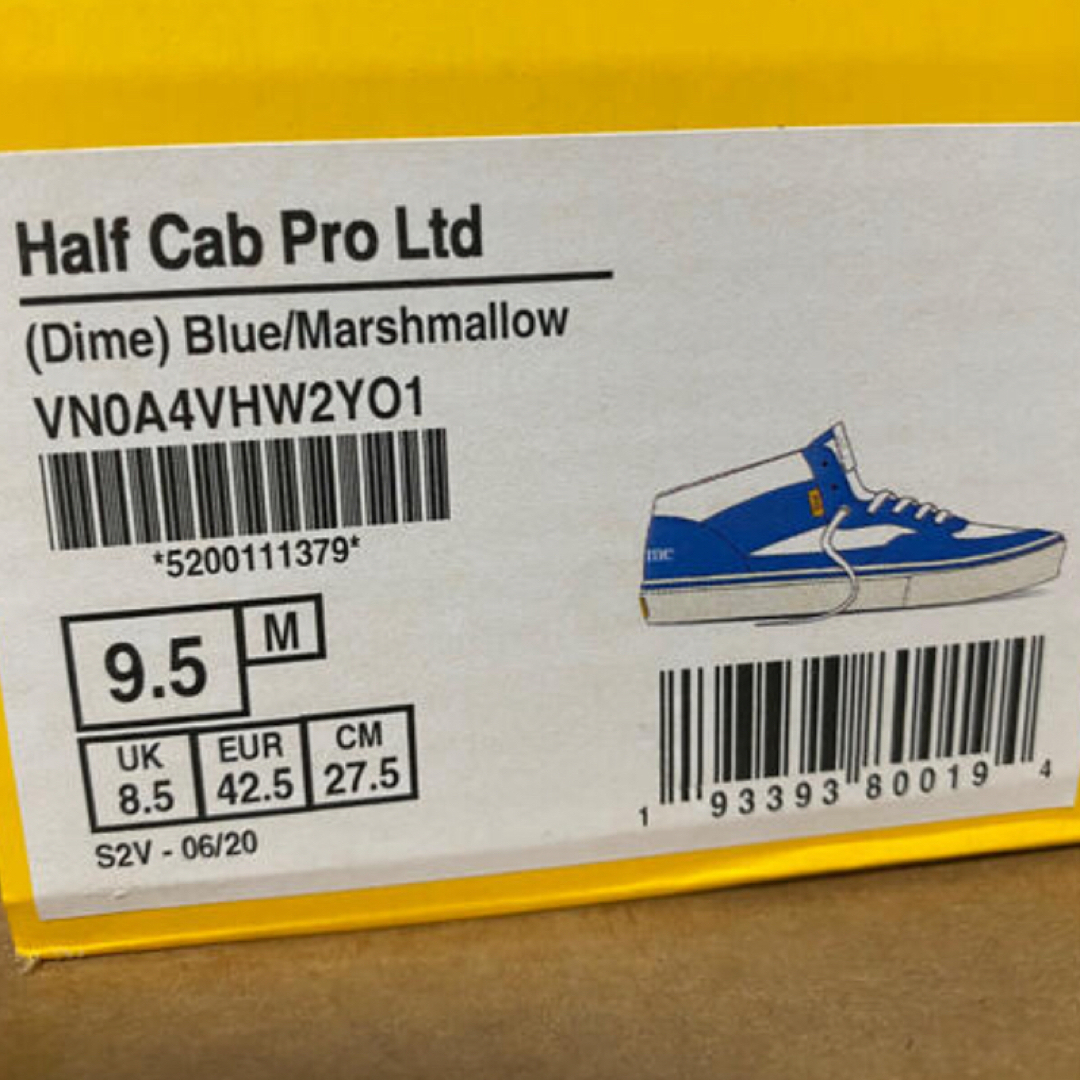 Half Cab Pro Ltd
(Dime) Blue/Marshmallow
VN0A4VHW2YO1
*5200111379*
9.5 M
UK EUR CM
8.5 42.5 27.5
S2V - 06/20
1 93393 80019 4